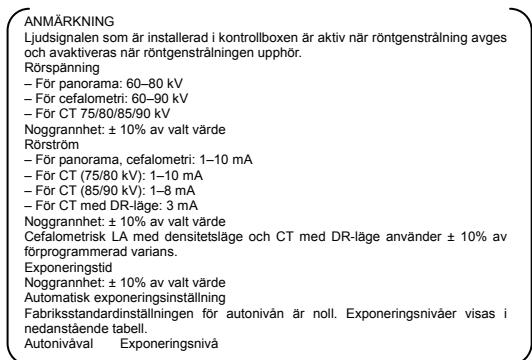 ANMÄRKNING
Ljudsignalen som är installerad i kontrollboxen är aktiv när röntgenstrålning avges
och avaktiveras när röntgenstrålningen upphör.
Rörspänning
– För panorama: 60–80 kV
– För cefalometri: 60–90 kV
– För CT 75/80/85/90 kV
Noggrannhet: ± 10% av valt värde
Rörström
– För panorama, cefalometri: 1–10 mA
– För CT (75/80 kV): 1–10 mA
– För CT (85/90 kV): 1–8 mA
– För CT med DR-läge: 3 mA
Noggrannhet: ± 10% av valt värde
Cefalometrisk LA med densitetsläge och CT med DR-läge använder ± 10% av
förprogrammerad varians.
Exponeringstid
Noggrannhet: ± 10% av valt värde
Automatisk exponeringsinställning
Fabriksstandardinställningen för autonivån är noll. Exponeringsnivåer visas i
nedanstående tabell.
Autonivåval Exponeringsnivå